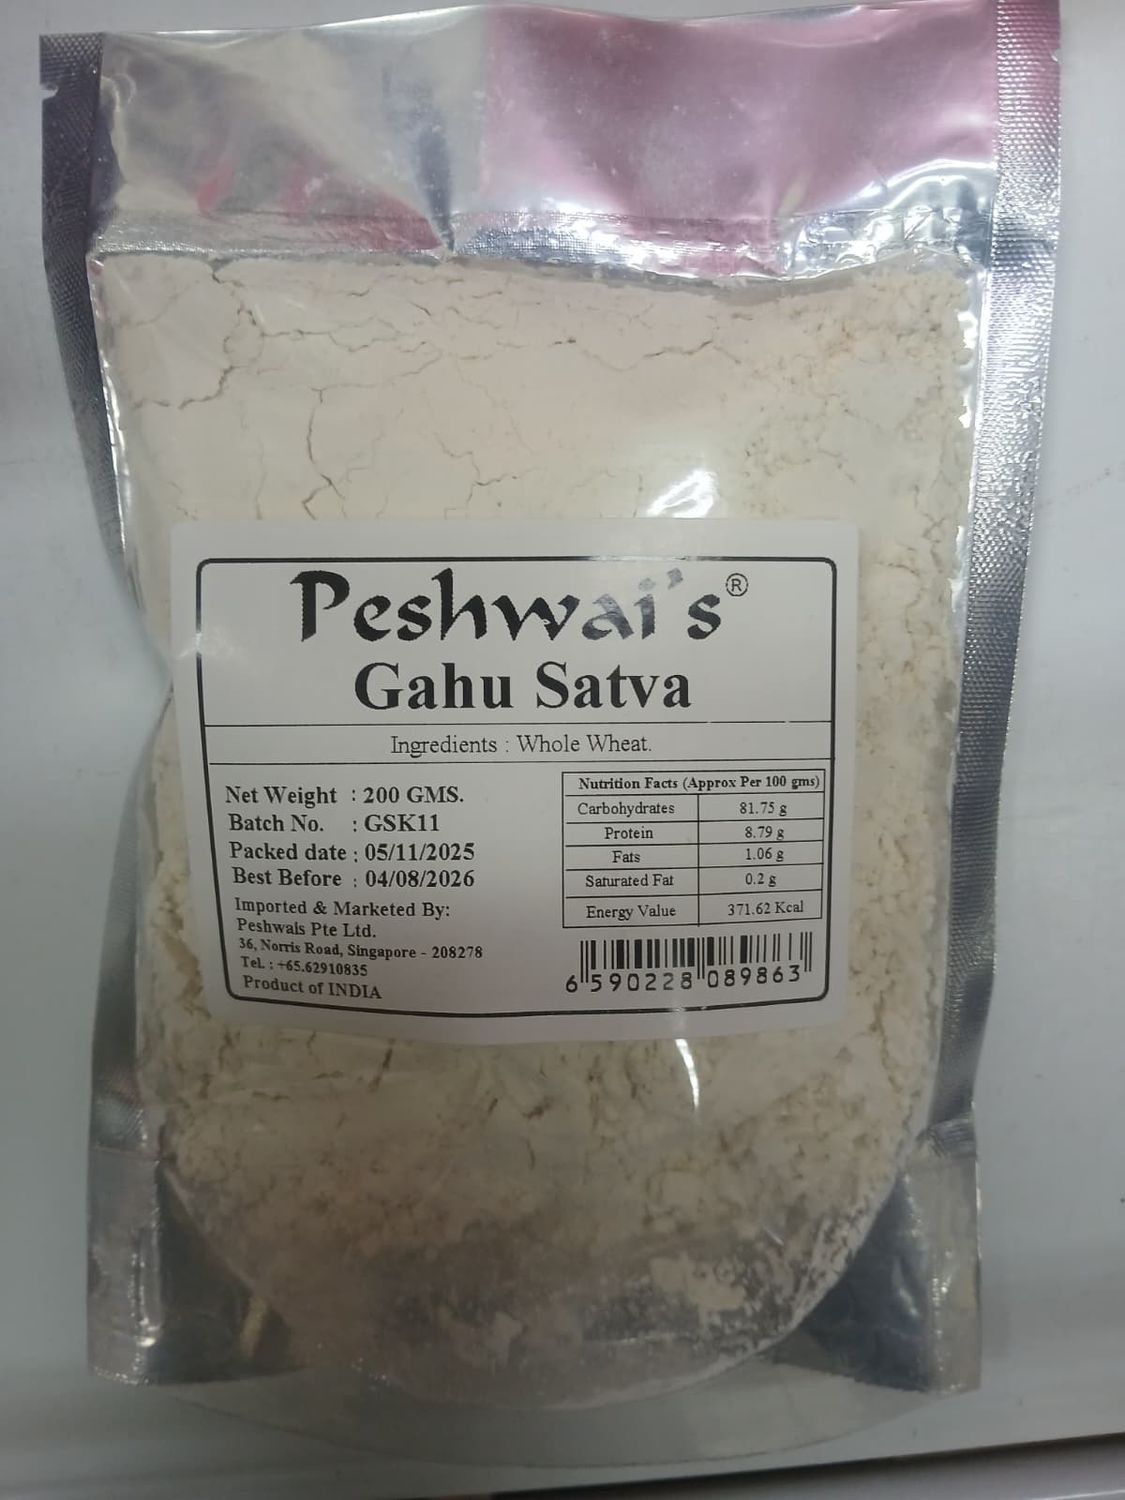 Peshwai's®
Gahu Satva
Ingredients : Whole Wheat.
Net Weight : 200 GMS.
Batch No. : GSK11
Packed date : 05/11/2025
Best Before : 04/08/2026
Imported & Marketed By:
Peshwais Pte Ltd.
36, Norris Road, Singapore - 208278
Tel. : +65.62910835
Product of INDIA
Nutrition Facts (Approx Per 100 gms)
Carbohydrates 81.75 g
Protein 8.79 g
Fats 1.06 g
Saturated Fat 0.2 g
Energy Value 371.62 Kcal
6 590228 089863